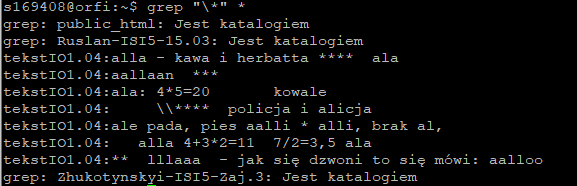 s169408@orfi:~$ grep "\*" *
grep: public_html: Jest katalogiem
grep: Ruslan-ISI5-15.03: Jest katalogiem
tekstIO1.04:alla - kawa i herbatta ****  ala
tekstIO1.04:aallaan  ***
tekstIO1.04:ala: 4*5=20        kowale
tekstIO1.04:    \\****  policja i alicja
tekstIO1.04:ale pada, pies aalli * alli, brak al,
tekstIO1.04:   alla 4+3*2=11  7/2=3,5 ala
tekstIO1.04:**  lllaaa  - jak się dzwoni to się mówi: aalloo
grep: Zhukotynskyi-ISI5-Zaj.3: Jest katalogiem